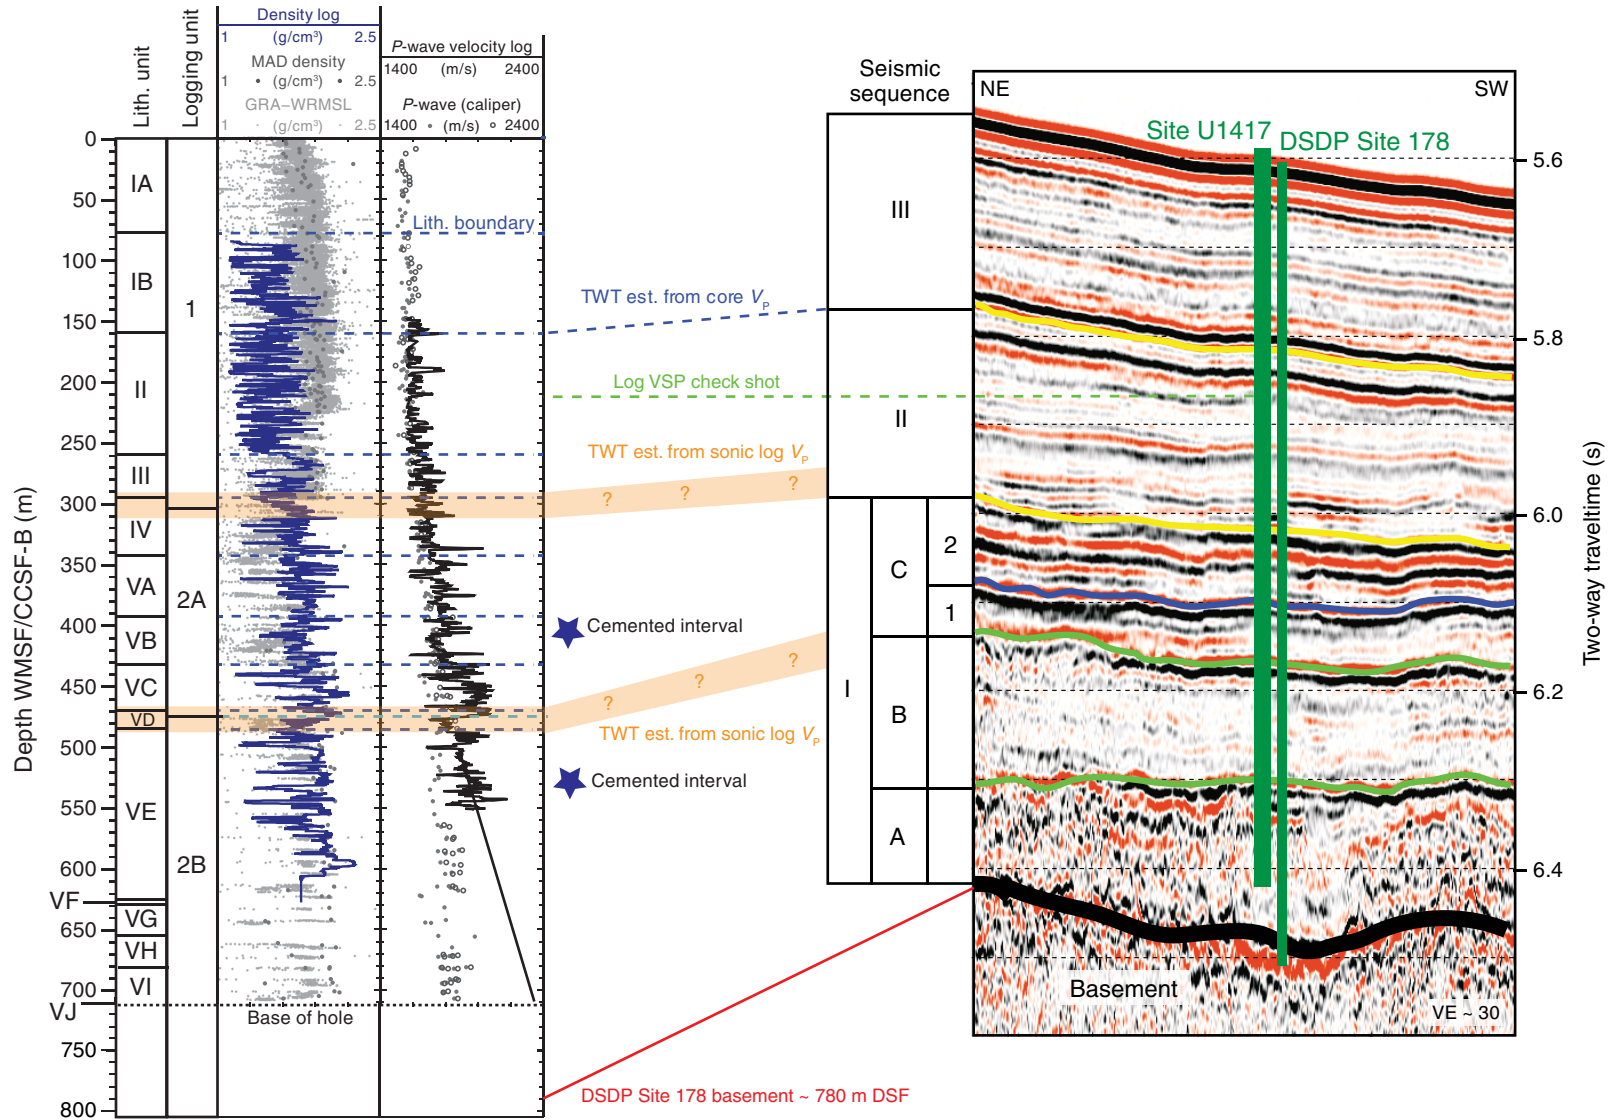 Lith. unit
Logging unit
Density log
1 (g/cm³) 2.5
MAD density
1 • (g/cm³) • 2.5
GRA–WRMSL
1 · (g/cm³) · 2.5
P-wave velocity log
1400 (m/s) 2400
P-wave (caliper)
1400 • (m/s) o 2400
Depth WMSF/CCSF-B (m)
0
50
100
150
200
250
300
350
400
450
500
550
600
650
700
750
800
IA
IB
II
III
IV
VA
VB
VC
VD
VE
VF
VG
VH
VI
VJ
1
2A
2B
Lith. boundary
Base of hole
TWT est. from core VP
Log VSP check shot
TWT est. from sonic log VP
? ? ?
Cemented interval
? ? ?
TWT est. from sonic log VP
Cemented interval
DSDP Site 178 basement ~ 780 m DSF
Seismic
sequence
III
II
I
C
2
1
B
A
NE
SW
Site U1417
DSDP Site 178
Basement
VE ~ 30
5.6
5.8
6.0
6.2
6.4
Two-way traveltime (s)